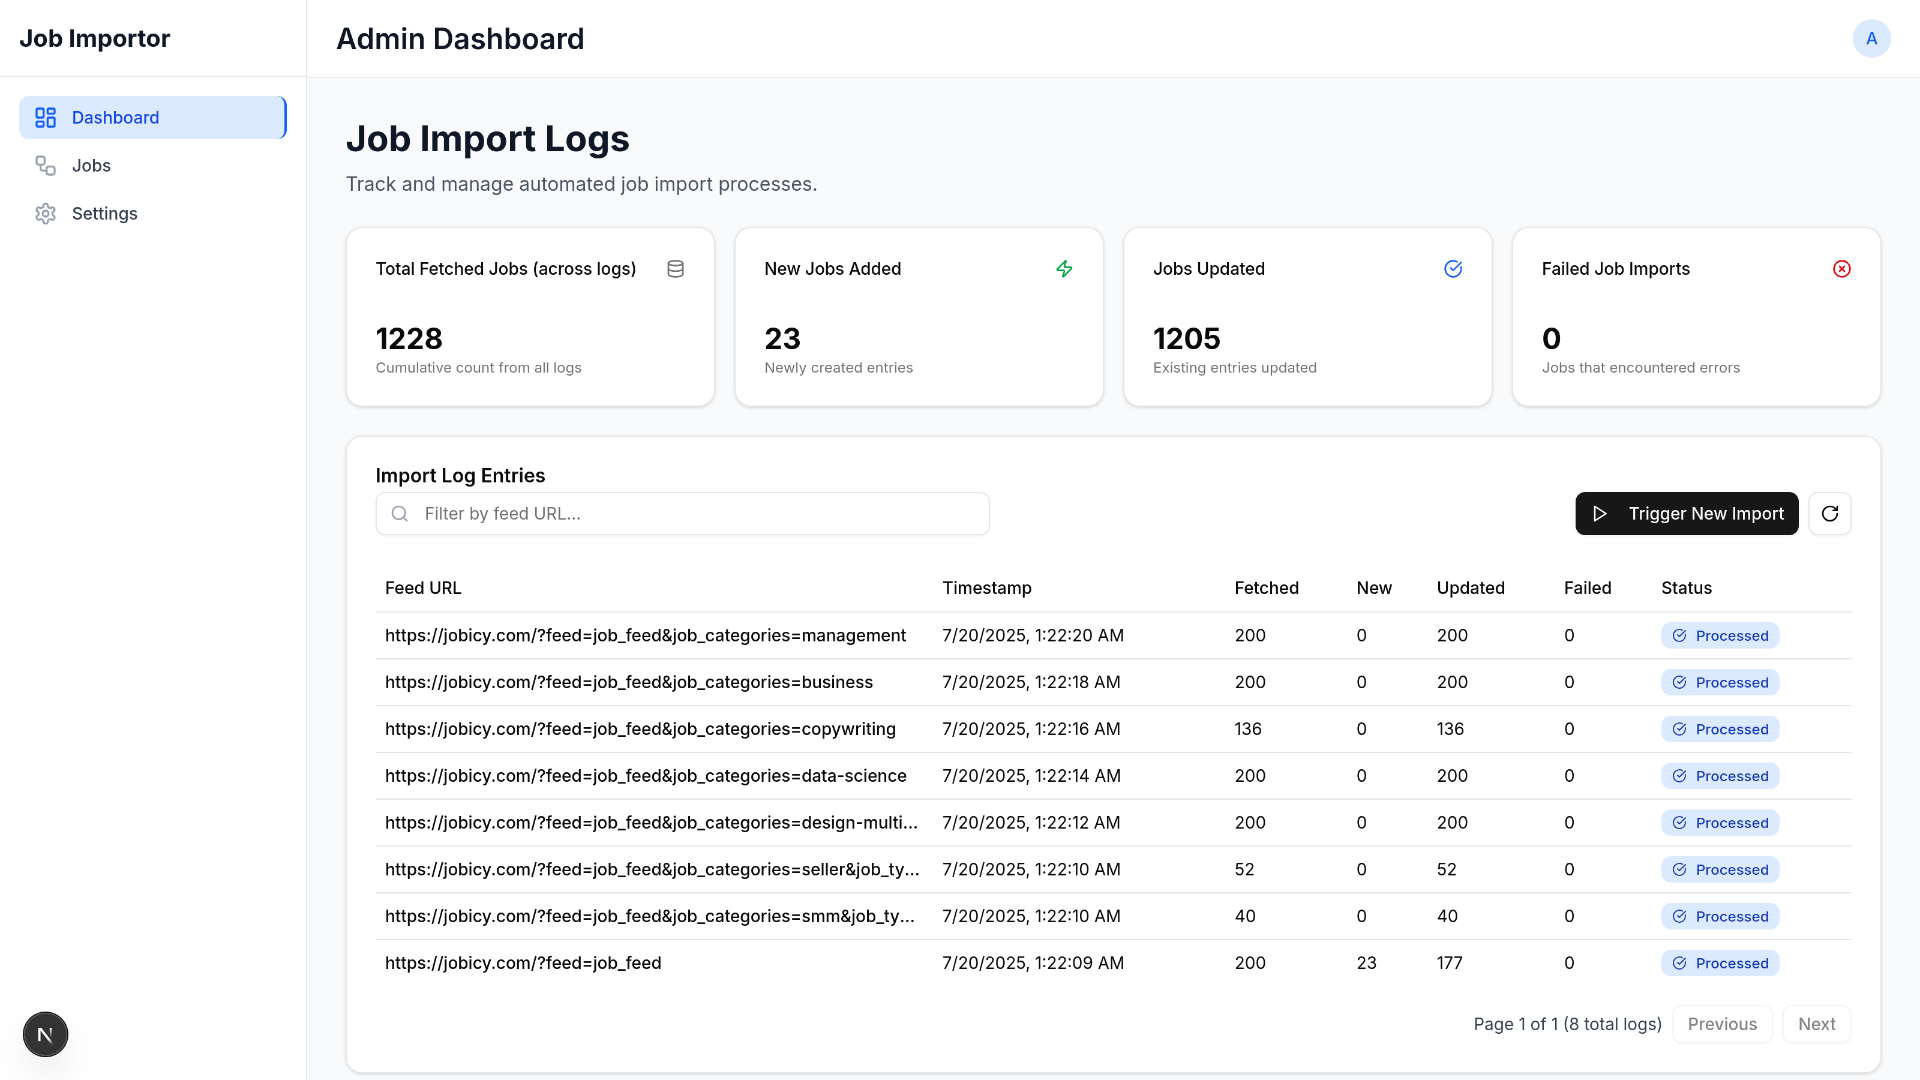 Job Importor
Admin Dashboard
A
Dashboard
Jobs
Settings
Job Import Logs
Track and manage automated job import processes.
Total Fetched Jobs (across logs)
1228
Cumulative count from all logs
New Jobs Added
23
Newly created entries
Jobs Updated
1205
Existing entries updated
Failed Job Imports
0
Jobs that encountered errors
Import Log Entries
Filter by feed URL...
Trigger New Import
Feed URL Timestamp Fetched New Updated Failed Status
https://jobicy.com/?feed=job_feed&job_categories=management 7/20/2025, 1:22:20 AM 200 0 200 0 Processed
https://jobicy.com/?feed=job_feed&job_categories=business 7/20/2025, 1:22:18 AM 200 0 200 0 Processed
https://jobicy.com/?feed=job_feed&job_categories=copywriting 7/20/2025, 1:22:16 AM 136 0 136 0 Processed
https://jobicy.com/?feed=job_feed&job_categories=data-science 7/20/2025, 1:22:14 AM 200 0 200 0 Processed
https://jobicy.com/?feed=job_feed&job_categories=design-multi... 7/20/2025, 1:22:12 AM 200 0 200 0 Processed
https://jobicy.com/?feed=job_feed&job_categories=seller&job_ty... 7/20/2025, 1:22:10 AM 52 0 52 0 Processed
https://jobicy.com/?feed=job_feed&job_categories=smm&job_ty... 7/20/2025, 1:22:10 AM 40 0 40 0 Processed
https://jobicy.com/?feed=job_feed 7/20/2025, 1:22:09 AM 200 23 177 0 Processed
Page 1 of 1 (8 total logs) Previous Next
N